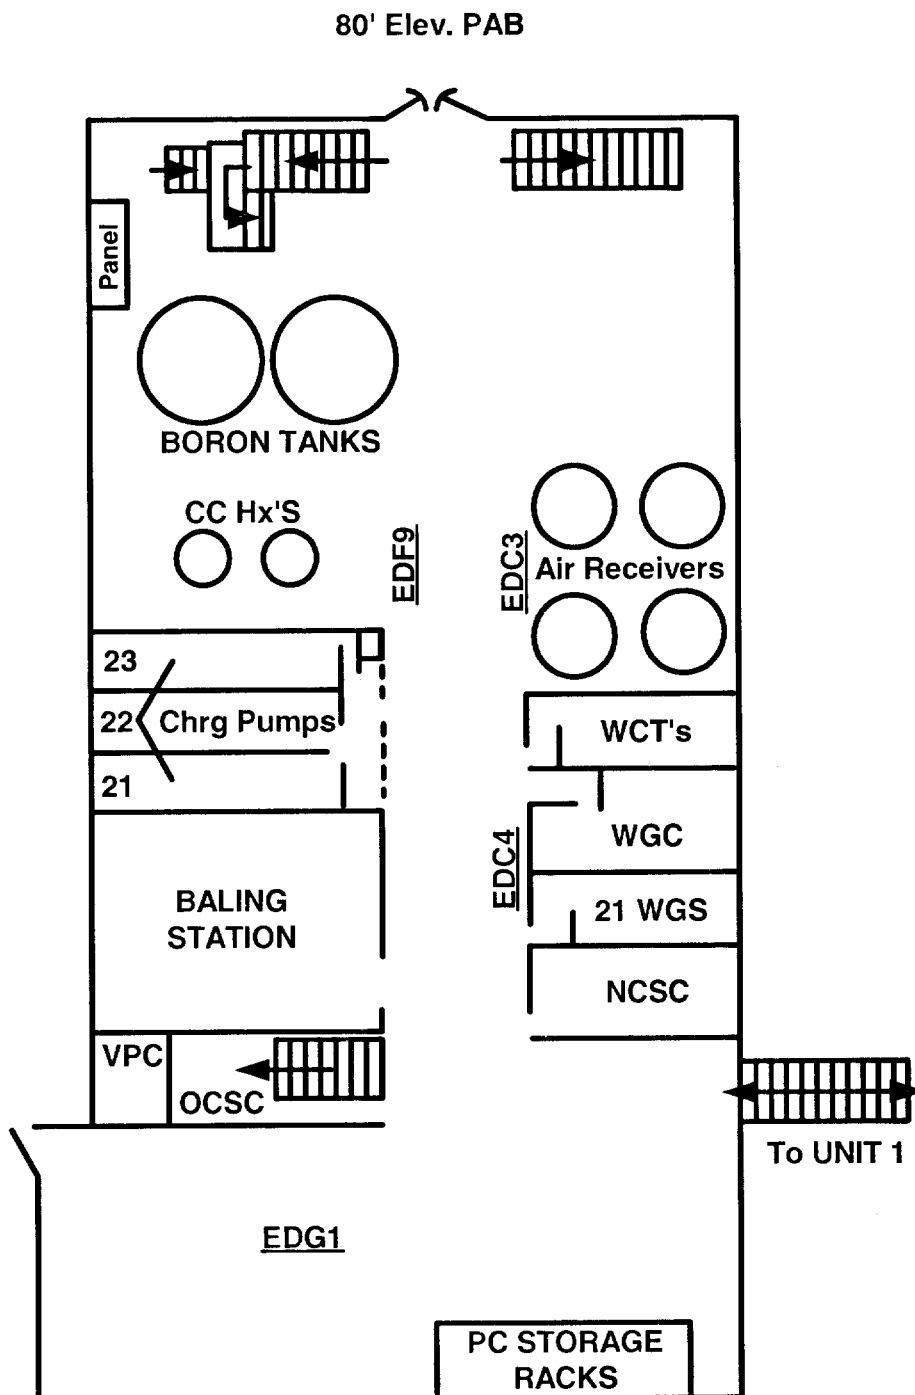 80' Elev. PAB
Panel
BORON TANKS
CC Hx'S
EDF9
EDC3
Air Receivers
23
22
Chrg Pumps
21
WCT's
WGC
EDC4
BALING
STATION
21 WGS
NCSC
VPC
OCSC
To UNIT 1
EDG1
PC STORAGE
RACKS